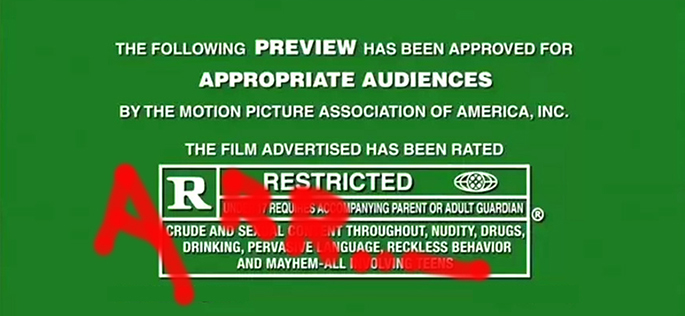 THE FOLLOWING PREVIEW HAS BEEN APPROVED FOR
APPROPRIATE AUDIENCES
BY THE MOTION PICTURE ASSOCIATION OF AMERICA, INC.
THE FILM ADVERTISED HAS BEEN RATED
R RESTRICTED
UNDER 17 REQUIRES ACCOMPANYING PARENT OR ADULT GUARDIAN
®
CRUDE AND SEXUAL CONTENT THROUGHOUT, NUDITY, DRUGS,
DRINKING, PERVASIVE LANGUAGE, RECKLESS BEHAVIOR
AND MAYHEM-ALL INVOLVING TEENS